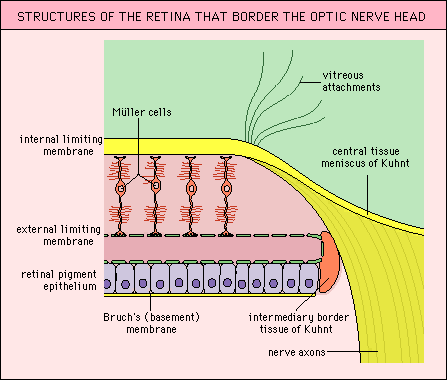 STRUCTURES OF THE RETINA THAT BORDER THE OPTIC NERVE HEAD
vitreous
attachments
Müller cells
internal limiting
membrane
central tissue
meniscus of Kuhnt
external limiting
membrane
retinal pigment
epithelium
Bruch's (basement)
membrane
intermediary border
tissue of Kuhnt
nerve axons